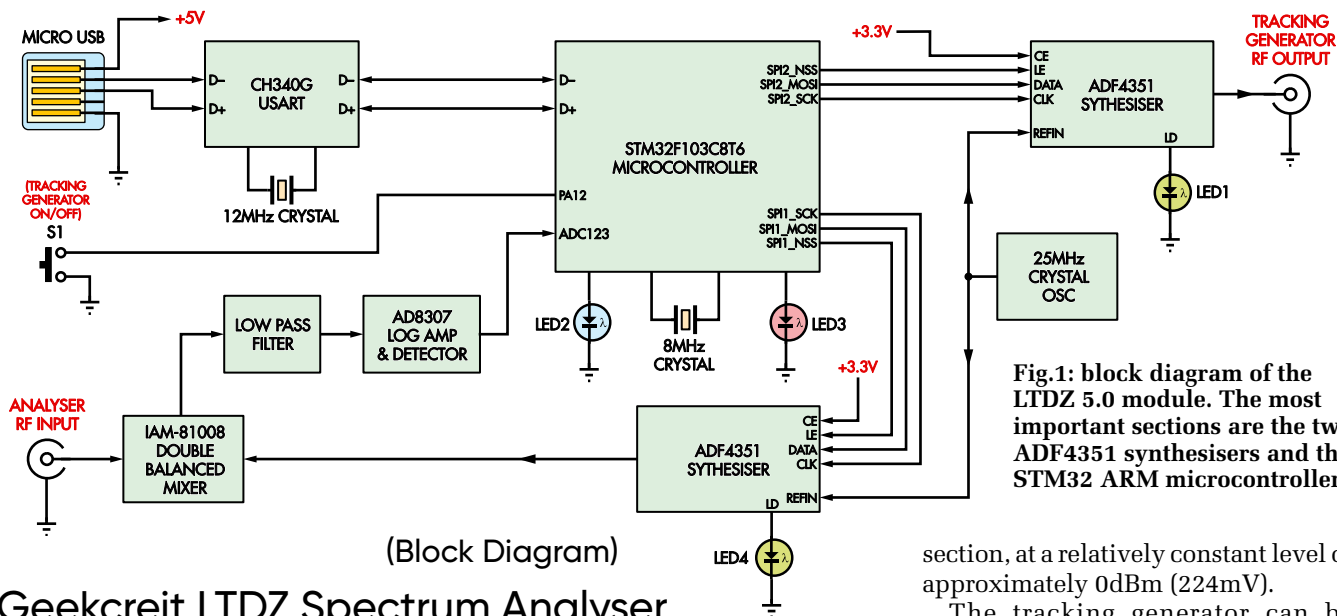 MICRO USB
+5V
D–
D+
CH340G
USART
D–
D+
12MHz CRYSTAL
(TRACKING
GENERATOR
ON/OFF)
S1
D–
D+
STM32F103C8T6
MICROCONTROLLER
PA12
ADC123
SPI2_NSS
SPI2_MOSI
SPI2_SCK
SPI1_SCK
SPI1_MOSI
SPI1_NSS
+3.3V
CE
LE
DATA
CLK
REFIN
ADF4351
SYTHESISER
LD
LED1
TRACKING
GENERATOR
RF OUTPUT
25MHz
CRYSTAL
OSC
LED2
8MHz
CRYSTAL
LED3
LOW PASS
FILTER
AD8307
LOG AMP
& DETECTOR
ANALYSER
RF INPUT
IAM-81008
DOUBLE
BALANCED
MIXER
+3.3V
ADF4351
SYTHESISER
CE
LE
DATA
CLK
REFIN
LD
LED4
Fig.1: block diagram of the
LTDZ 5.0 module. The most
important sections are the
ADF4351 synthesisers and
STM32 ARM microcontroller
(Block Diagram)
Geekcreit LTDZ Spectrum Analyser
section, at a relatively constant level
approximately 0dBm (224mV).
The tracking generator can